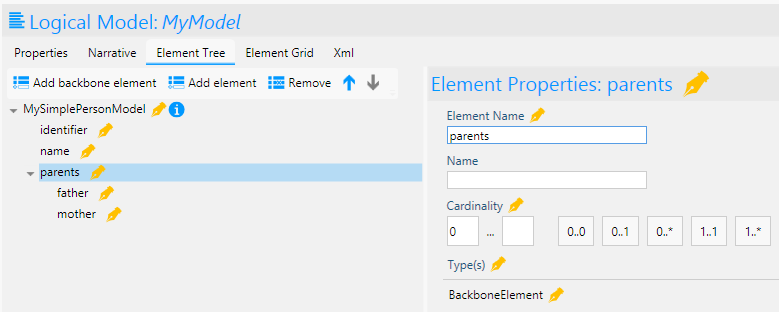 Logical Model: MyModel
Properties Narrative Element Tree Element Grid Xml
Add backbone element Add element Remove
MySimplePersonModel
identifier
name
parents
father
mother
Element Properties: parents
Element Name
parents
Name
Cardinality
0 ... 0..0 0..1 0..* 1..1 1..*
Type(s)
BackboneElement